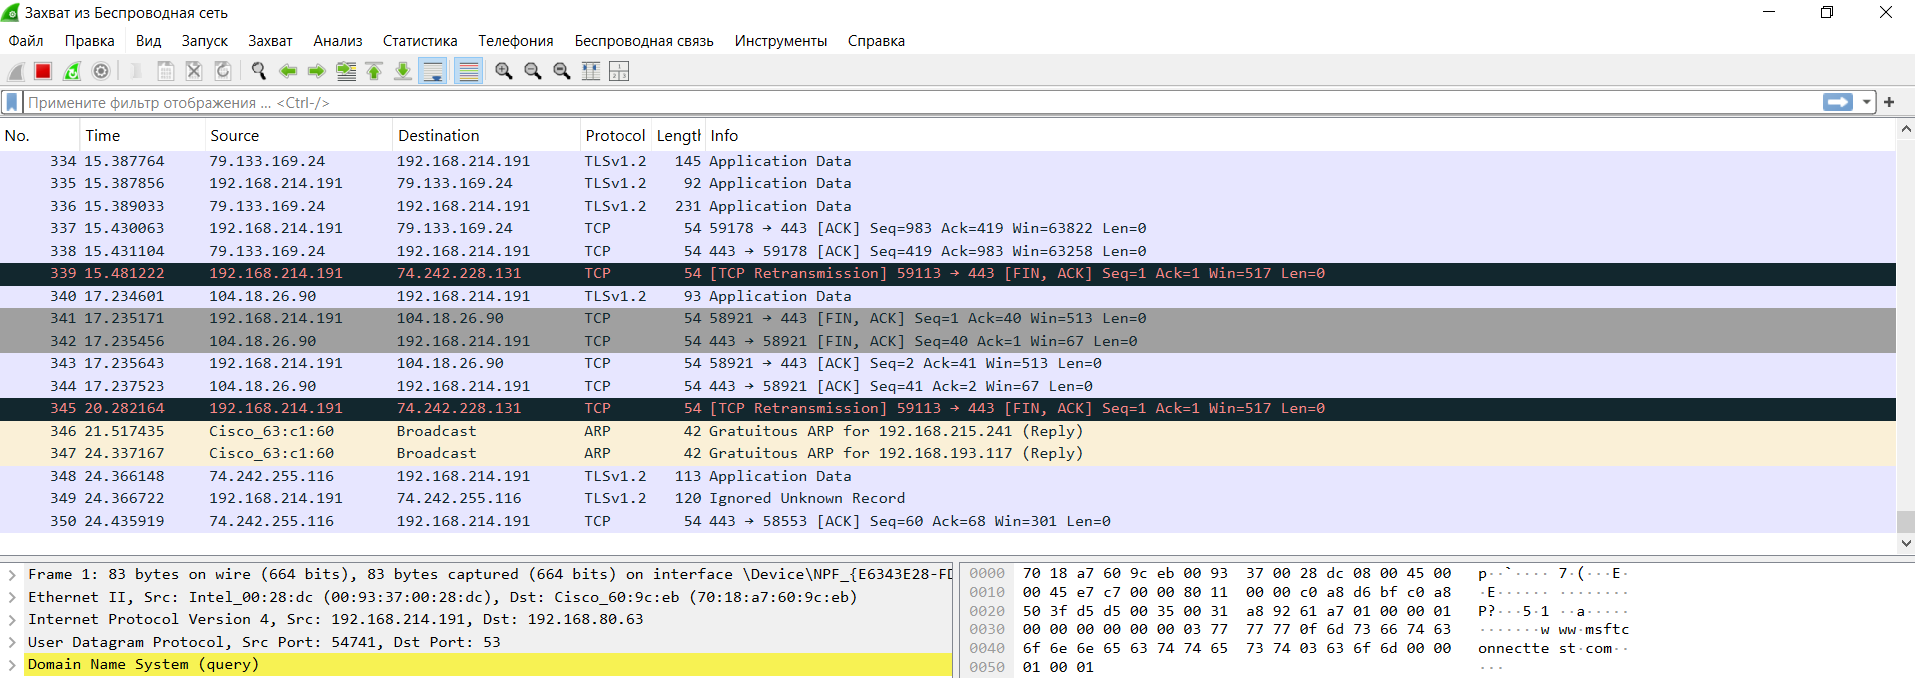 Захват из Беспроводная сеть
Файл Правка Вид Запуск Захват Анализ Статистика Телефония Беспроводная связь Инструменты Справка
Примените фильтр отображения ... <Ctrl-/>
No. Time Source Destination Protocol Length Info
334 15.387764 79.133.169.24 192.168.214.191 TLSv1.2 145 Application Data
335 15.387856 192.168.214.191 79.133.169.24 TLSv1.2 92 Application Data
336 15.389033 79.133.169.24 192.168.214.191 TLSv1.2 231 Application Data
337 15.430063 192.168.214.191 79.133.169.24 TCP 54 59178 → 443 [ACK] Seq=983 Ack=419 Win=63822 Len=0
338 15.431104 79.133.169.24 192.168.214.191 TCP 54 443 → 59178 [ACK] Seq=419 Ack=983 Win=63258 Len=0
339 15.481222 192.168.214.191 74.242.228.131 TCP 54 [TCP Retransmission] 59113 → 443 [FIN, ACK] Seq=1 Ack=1 Win=517 Len=0
340 17.234601 104.18.26.90 192.168.214.191 TLSv1.2 93 Application Data
341 17.235171 192.168.214.191 104.18.26.90 TCP 54 58921 → 443 [FIN, ACK] Seq=1 Ack=40 Win=513 Len=0
342 17.235456 104.18.26.90 192.168.214.191 TCP 54 443 → 58921 [FIN, ACK] Seq=40 Ack=1 Win=67 Len=0
343 17.235643 192.168.214.191 104.18.26.90 TCP 54 58921 → 443 [ACK] Seq=2 Ack=41 Win=513 Len=0
344 17.237523 104.18.26.90 192.168.214.191 TCP 54 443 → 58921 [ACK] Seq=41 Ack=2 Win=67 Len=0
345 20.282164 192.168.214.191 74.242.228.131 TCP 54 [TCP Retransmission] 59113 → 443 [FIN, ACK] Seq=1 Ack=1 Win=517 Len=0
346 21.517435 Cisco_63:c1:60 Broadcast ARP 42 Gratuitous ARP for 192.168.215.241 (Reply)
347 24.337167 Cisco_63:c1:60 Broadcast ARP 42 Gratuitous ARP for 192.168.193.117 (Reply)
348 24.366148 74.242.255.116 192.168.214.191 TLSv1.2 113 Application Data
349 24.366722 192.168.214.191 74.242.255.116 TLSv1.2 120 Ignored Unknown Record
350 24.435919 74.242.255.116 192.168.214.191 TCP 54 443 → 58553 [ACK] Seq=60 Ack=68 Win=301 Len=0
Frame 1: 83 bytes on wire (664 bits), 83 bytes captured (664 bits) on interface \Device\NPF_{E6343E28-FD
Ethernet II, Src: Intel_00:28:dc (00:93:37:00:28:dc), Dst: Cisco_60:9c:eb (70:18:a7:60:9c:eb)
Internet Protocol Version 4, Src: 192.168.214.191, Dst: 192.168.80.63
User Datagram Protocol, Src Port: 54741, Dst Port: 53
Domain Name System (query)
0000 70 18 a7 60 9c eb 00 93 37 00 28 dc 08 00 45 00 p··`···· 7·(···E·
0010 00 45 e7 c7 00 00 80 11 00 00 c0 a8 d6 bf c0 a8 ·E······ ········
0020 50 3f d5 d5 00 35 00 31 a8 92 61 a7 01 00 00 01 P?···5·1 ··a·····
0030 00 00 00 00 00 00 03 77 77 77 0f 6d 73 66 74 63 ·······w ww·msftc
0040 6f 6e 6e 65 63 74 74 65 73 74 03 63 6f 6d 00 00 onnectte st·com··
0050 01 00 01 ···